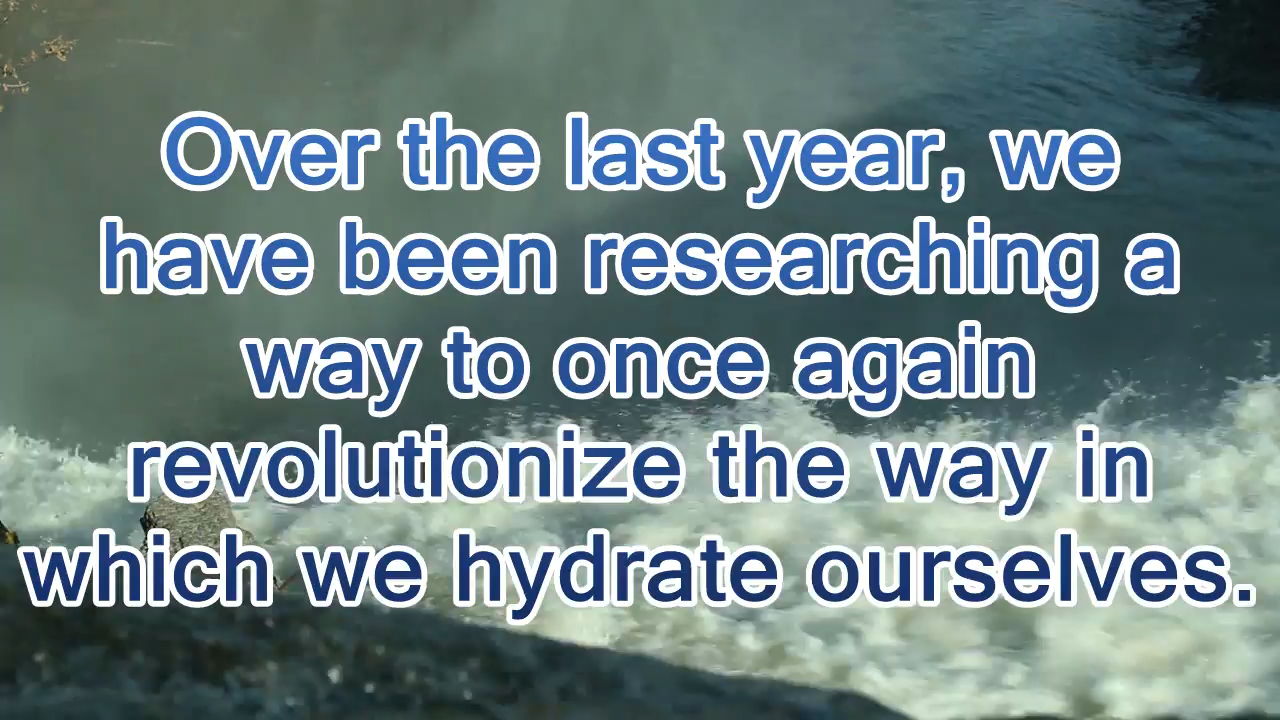 Over the last year, we
have been researching a
way to once again
revolutionize the way in
which we hydrate ourselves.